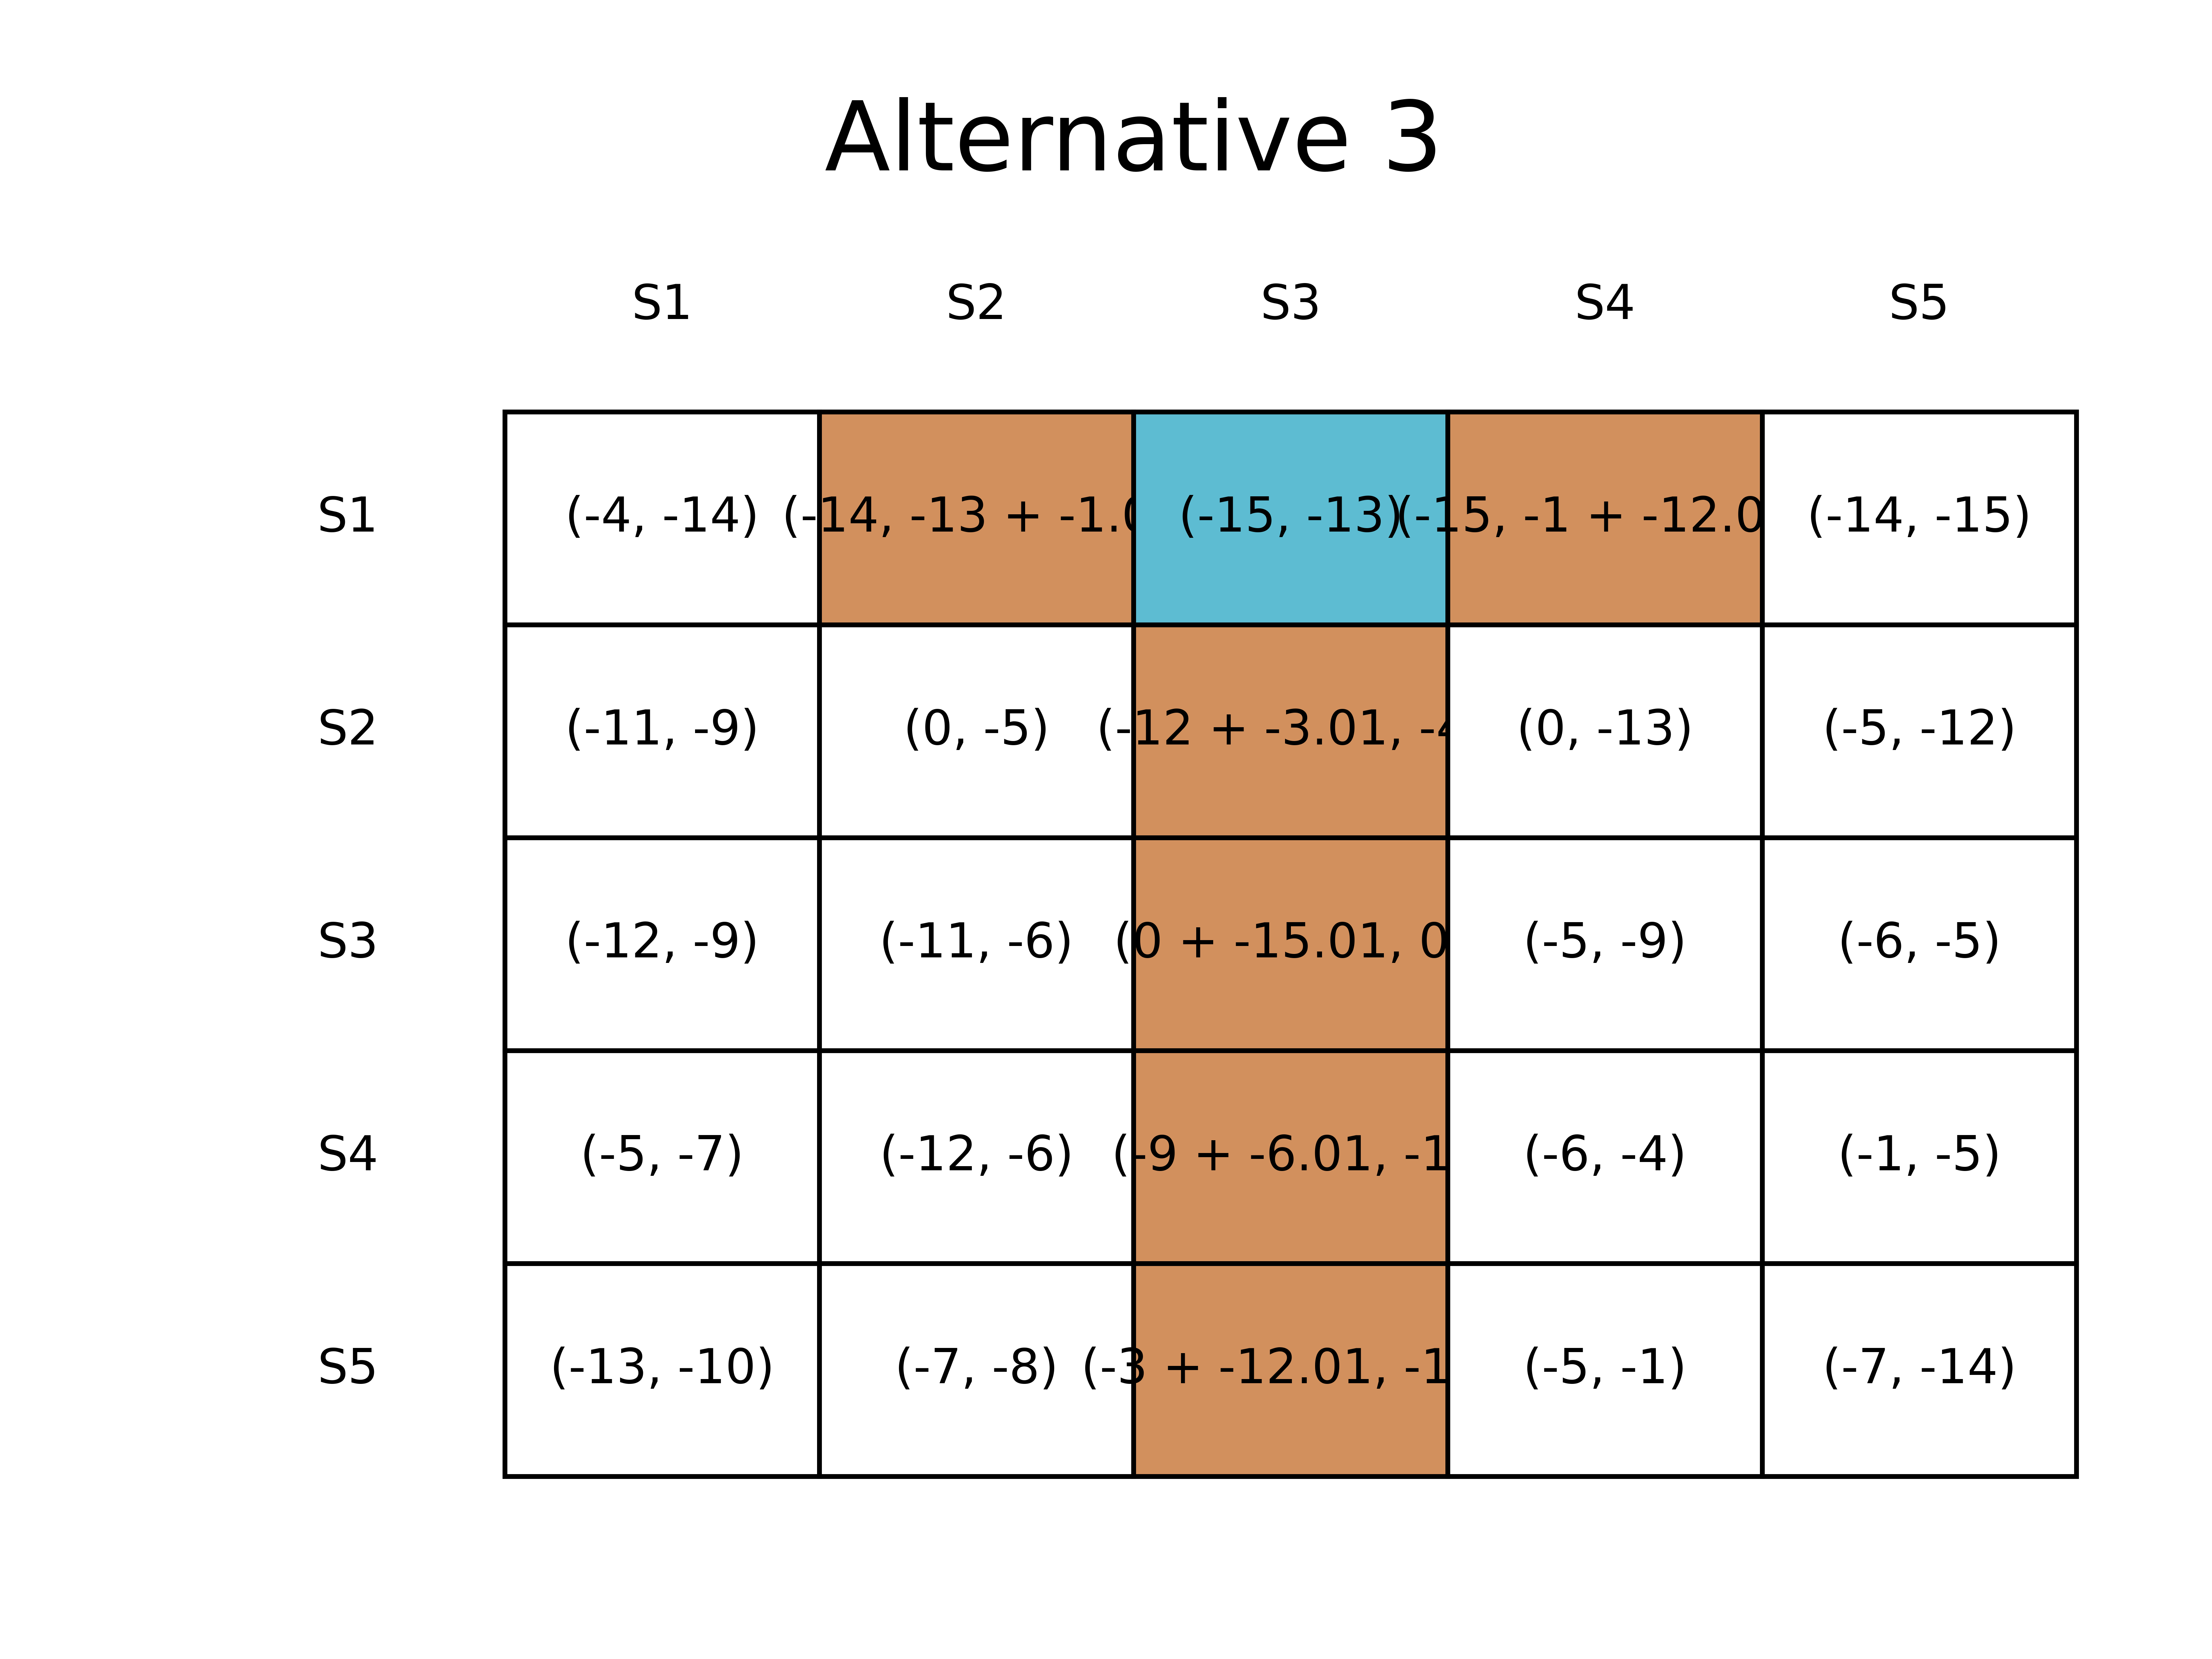 Alternative 3
S1 S2 S3 S4 S5
S1 (-4, -14) (-14, -13 + -1.0 (-15, -13) (-15, -1 + -12.0 (-14, -15)
S2 (-11, -9) (0, -5) (-12 + -3.01, -4 (0, -13) (-5, -12)
S3 (-12, -9) (-11, -6) (0 + -15.01, 0 (-5, -9) (-6, -5)
S4 (-5, -7) (-12, -6) (-9 + -6.01, -1 (-6, -4) (-1, -5)
S5 (-13, -10) (-7, -8) (-3 + -12.01, -1 (-5, -1) (-7, -14)